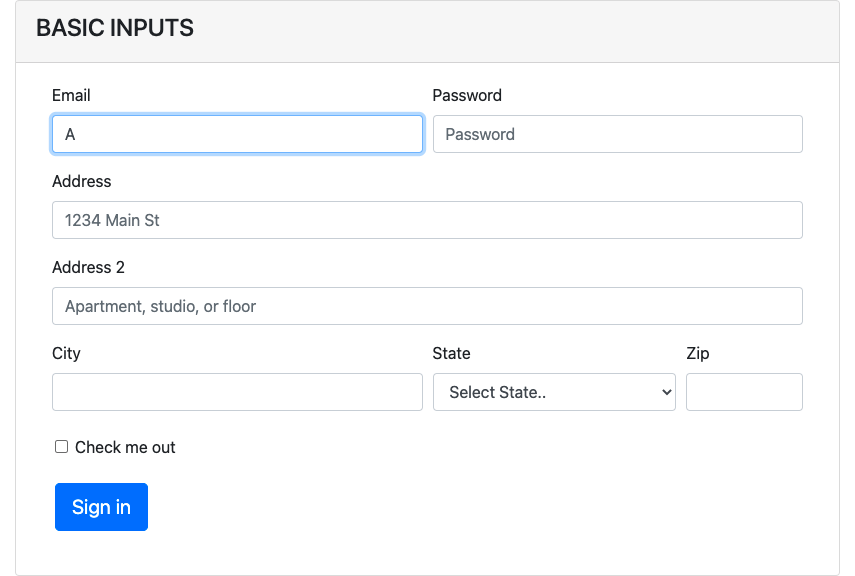 BASIC INPUTS
Email Password
A Password
Address
1234 Main St
Address 2
Apartment, studio, or floor
City State Zip
Select State..
Check me out
Sign in